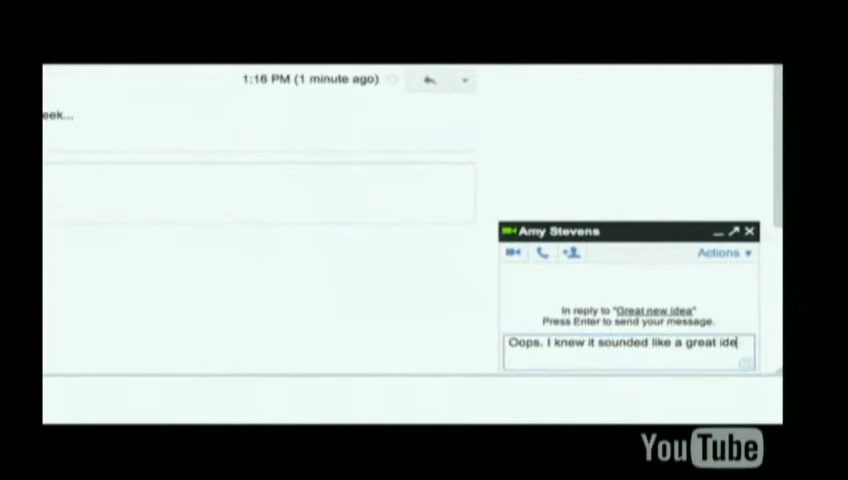 1:16 PM (1 minute ago)
eek...
Amy Stevens
Actions
In reply to "Great new idea"
Press Enter to send your message.
Oops. I knew it sounded like a great ide
YouTube